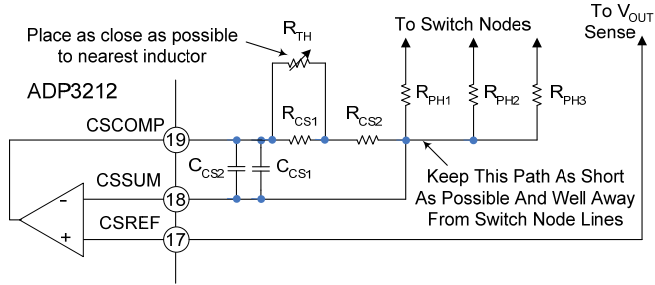 Place as close as possible
to nearest inductor
R_TH
To Switch Nodes
To V_OUT
Sense
ADP3212
R_PH1
R_PH2
R_PH3
CSCOMP
19
R_CS1
R_CS2
C_CS2
C_CS1
Keep This Path As Short
As Possible And Well Away
From Switch Node Lines
CSSUM
18
-
CSREF
17
+